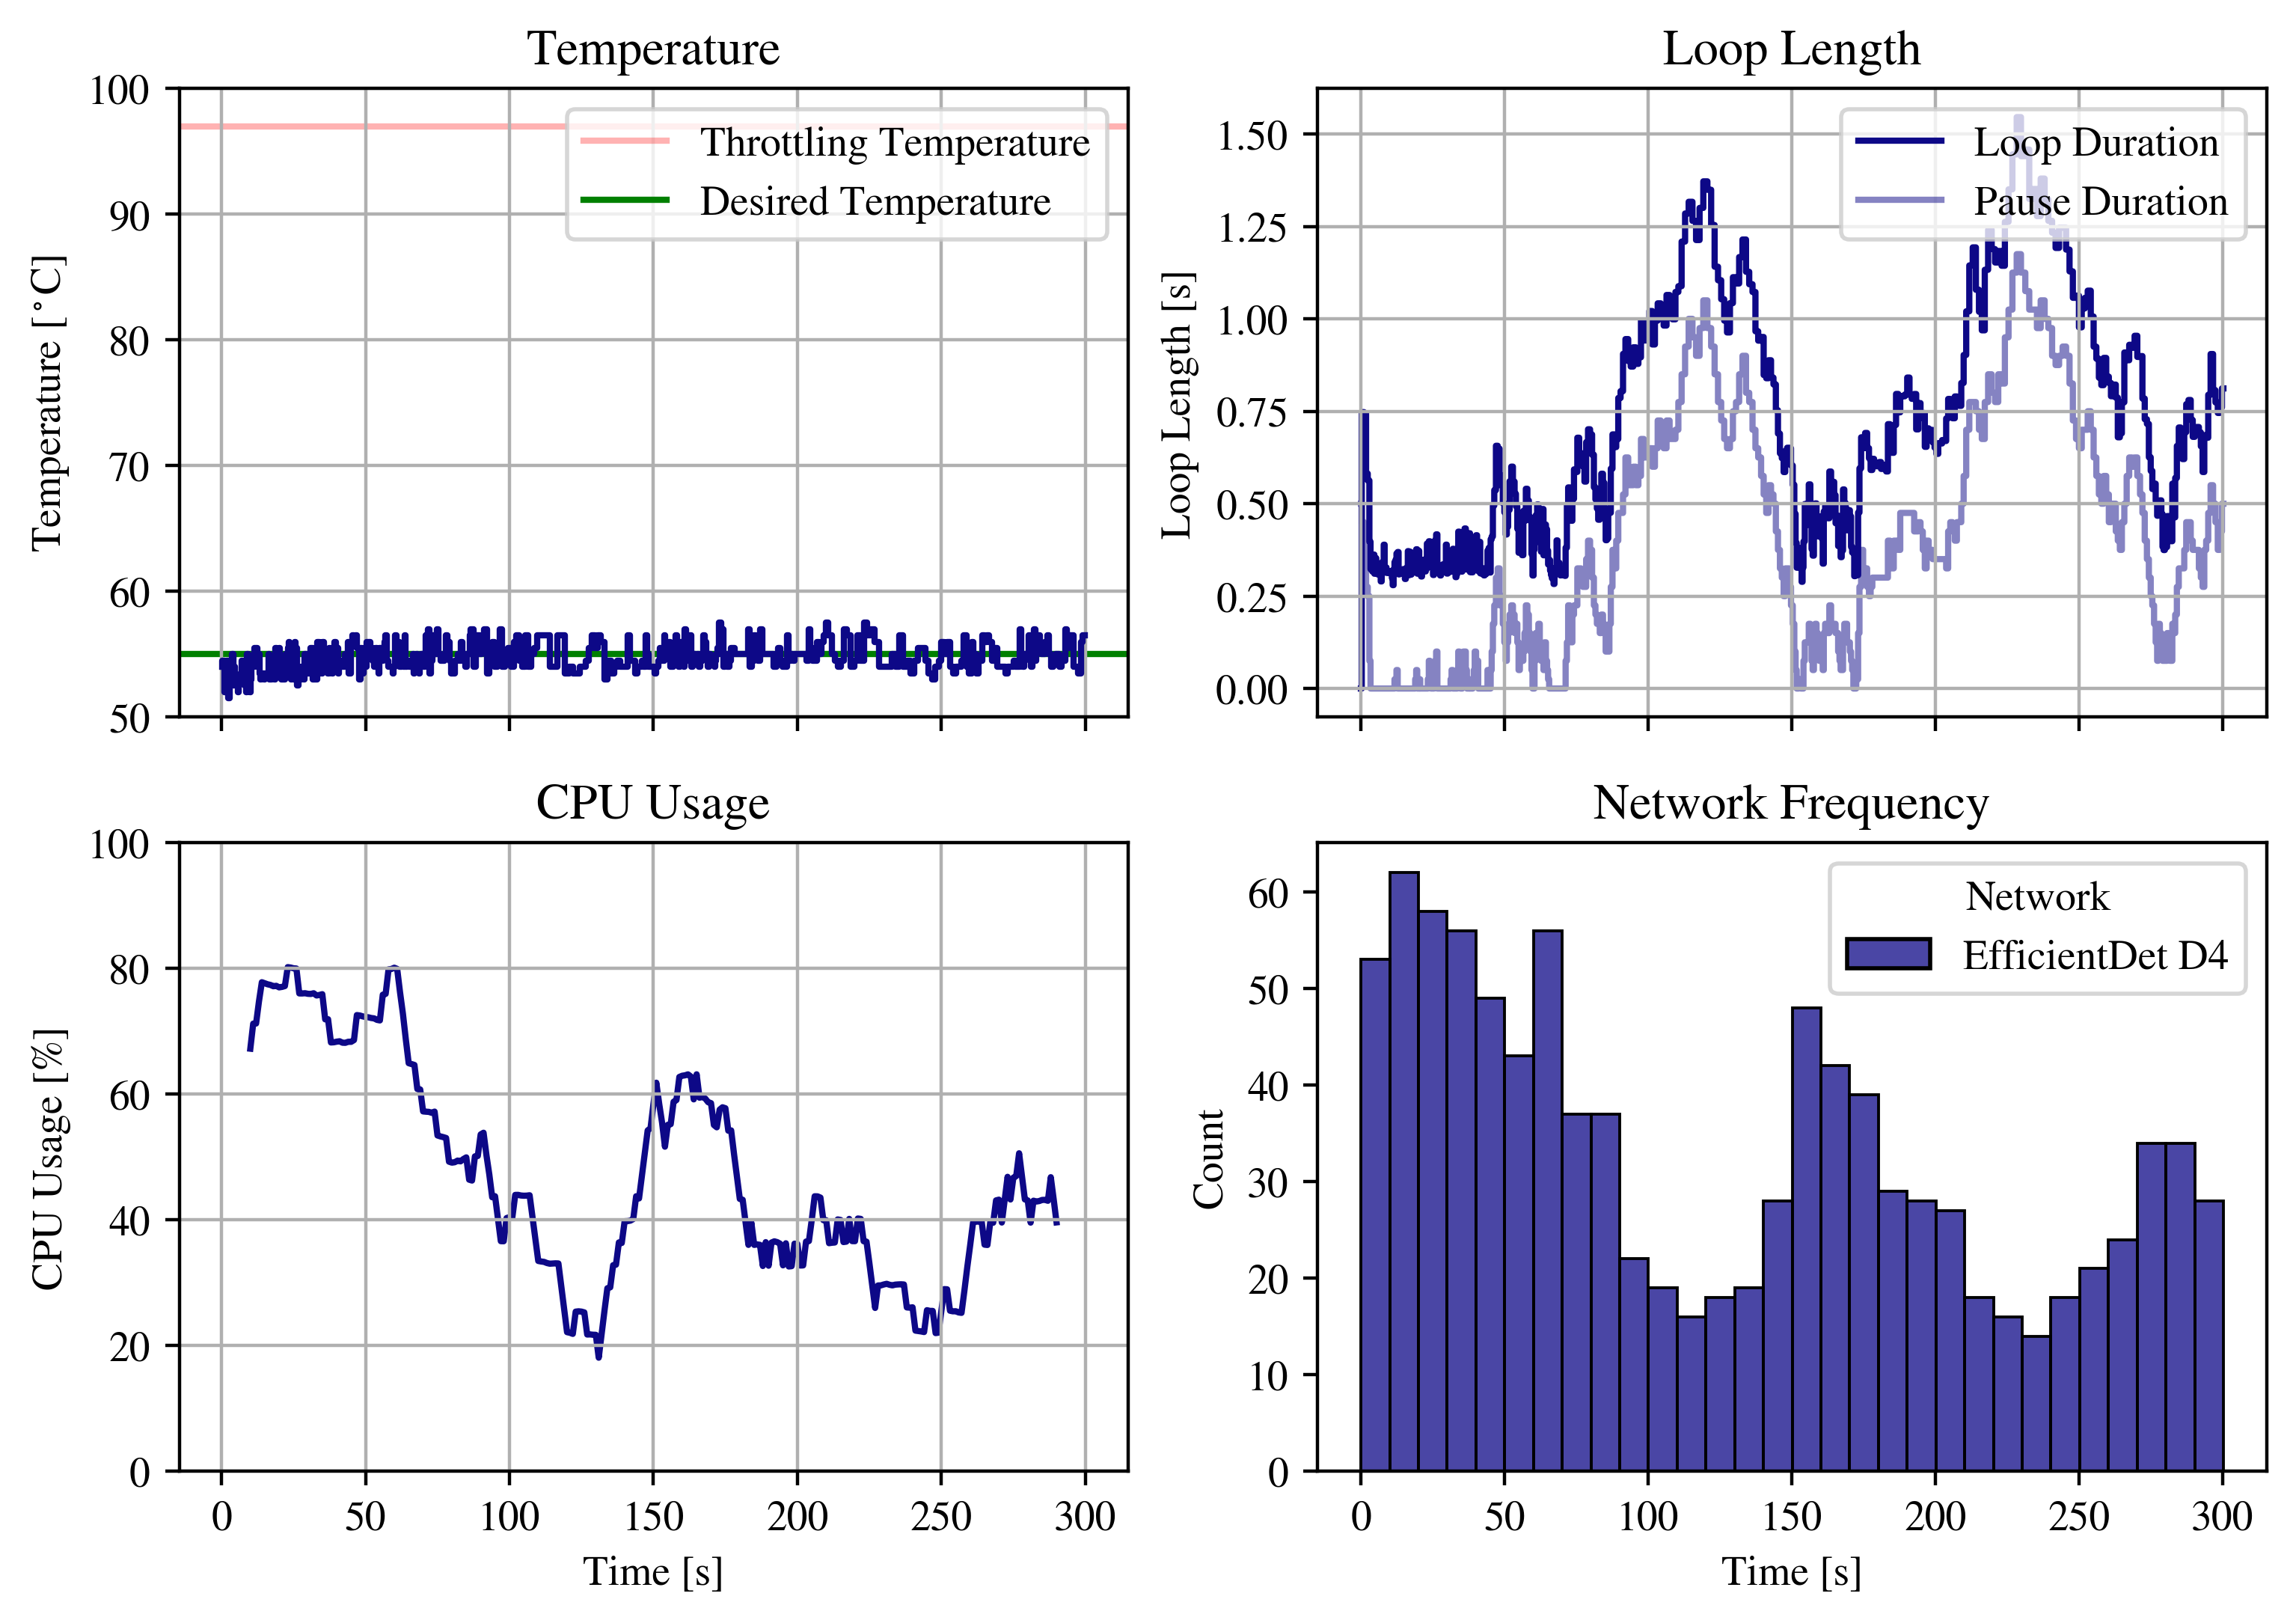 Temperature
100
90
80
70
60
50
Temperature [°C]
Throttling Temperature
Desired Temperature
Loop Length
1.50
1.25
1.00
0.75
0.50
0.25
0.00
Loop Length [s]
Loop Duration
Pause Duration
CPU Usage
100
80
60
40
20
0
CPU Usage [%]
0 50 100 150 200 250 300
Time [s]
Network Frequency
60
50
40
30
20
10
0
Count
Network
EfficientDet D4
0 50 100 150 200 250 300
Time [s]